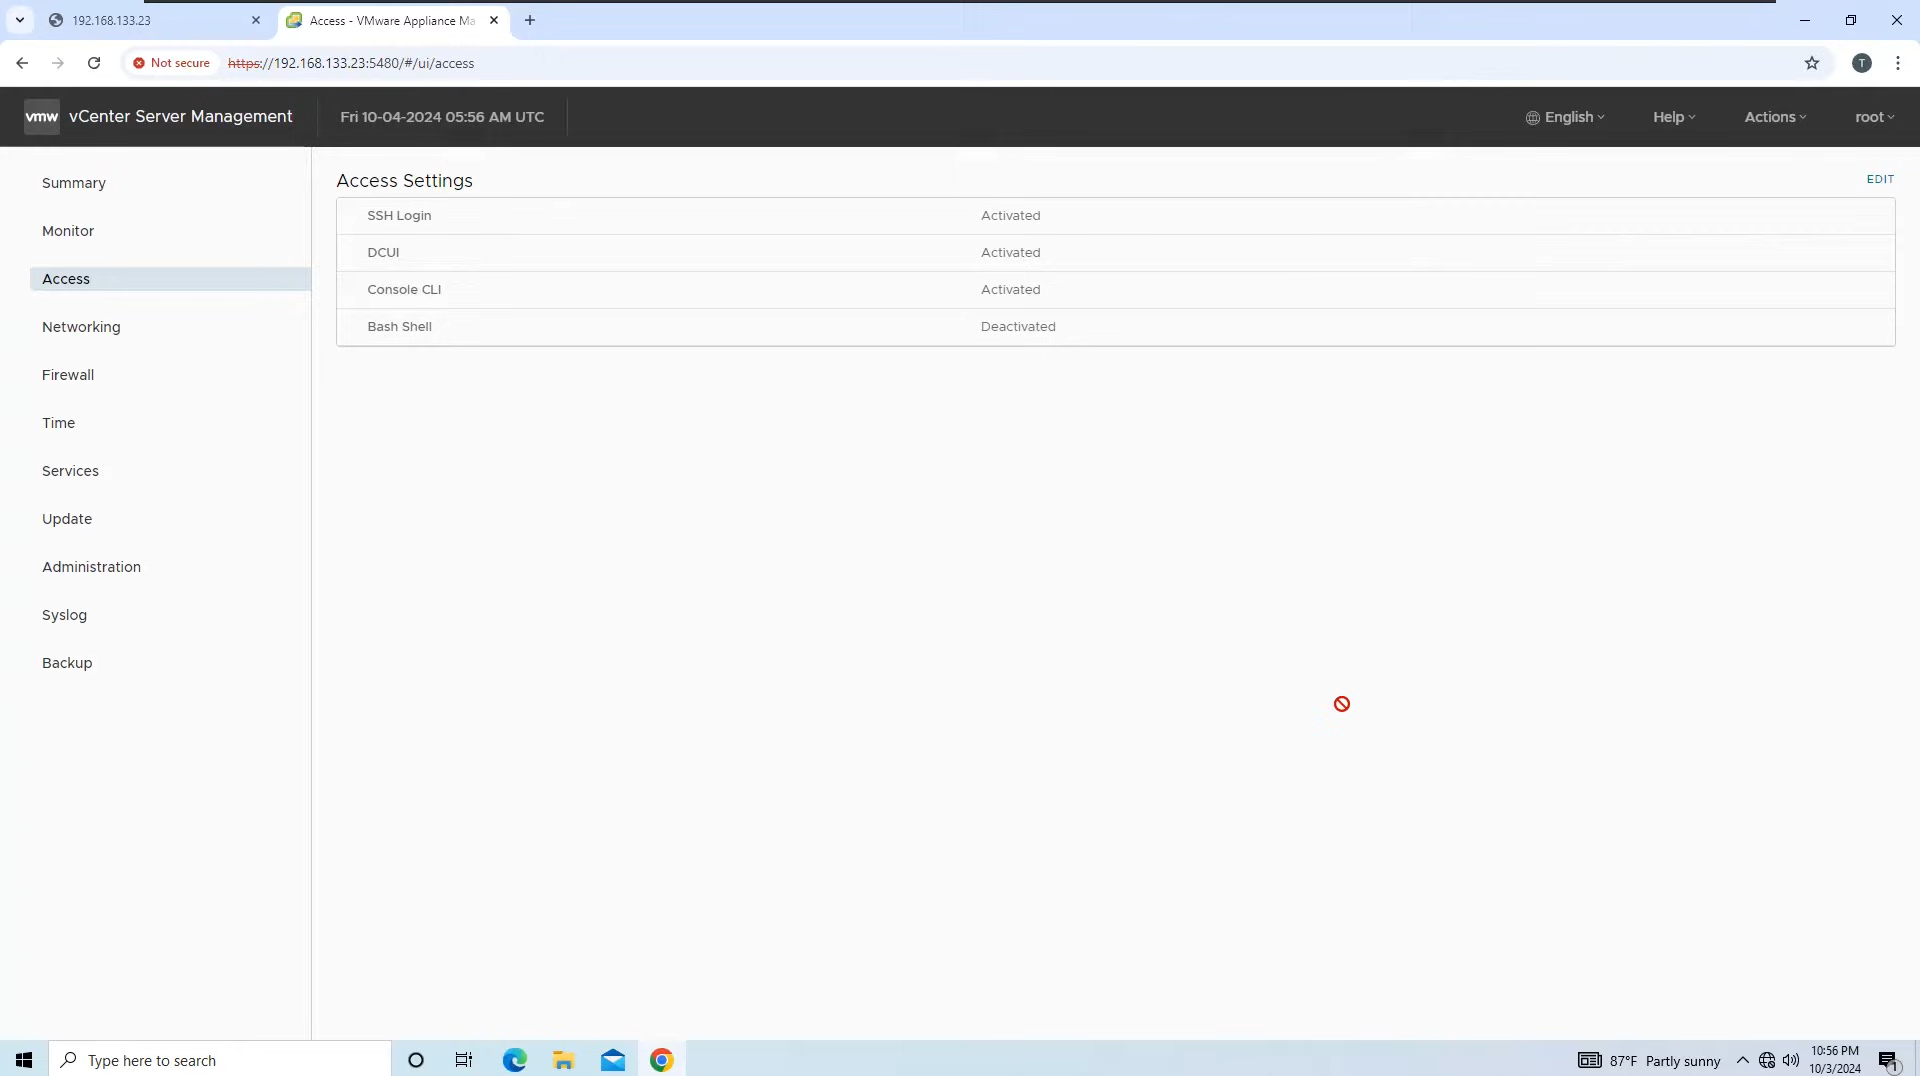 192.168.133.23
Access - VMware Appliance Ma
Not secure
https://192.168.133.23:5480/#/ui/access
T
vmw
vCenter Server Management
Fri 10-04-2024 05:56 AM UTC
English
Help
Actions
root
Summary
Monitor
Access
Networking
Firewall
Time
Services
Update
Administration
Syslog
Backup
Access Settings
EDIT
SSH Login Activated
DCUI Activated
Console CLI Activated
Bash Shell Deactivated
Type here to search
87°F Partly sunny
10:56 PM
10/3/2024
1